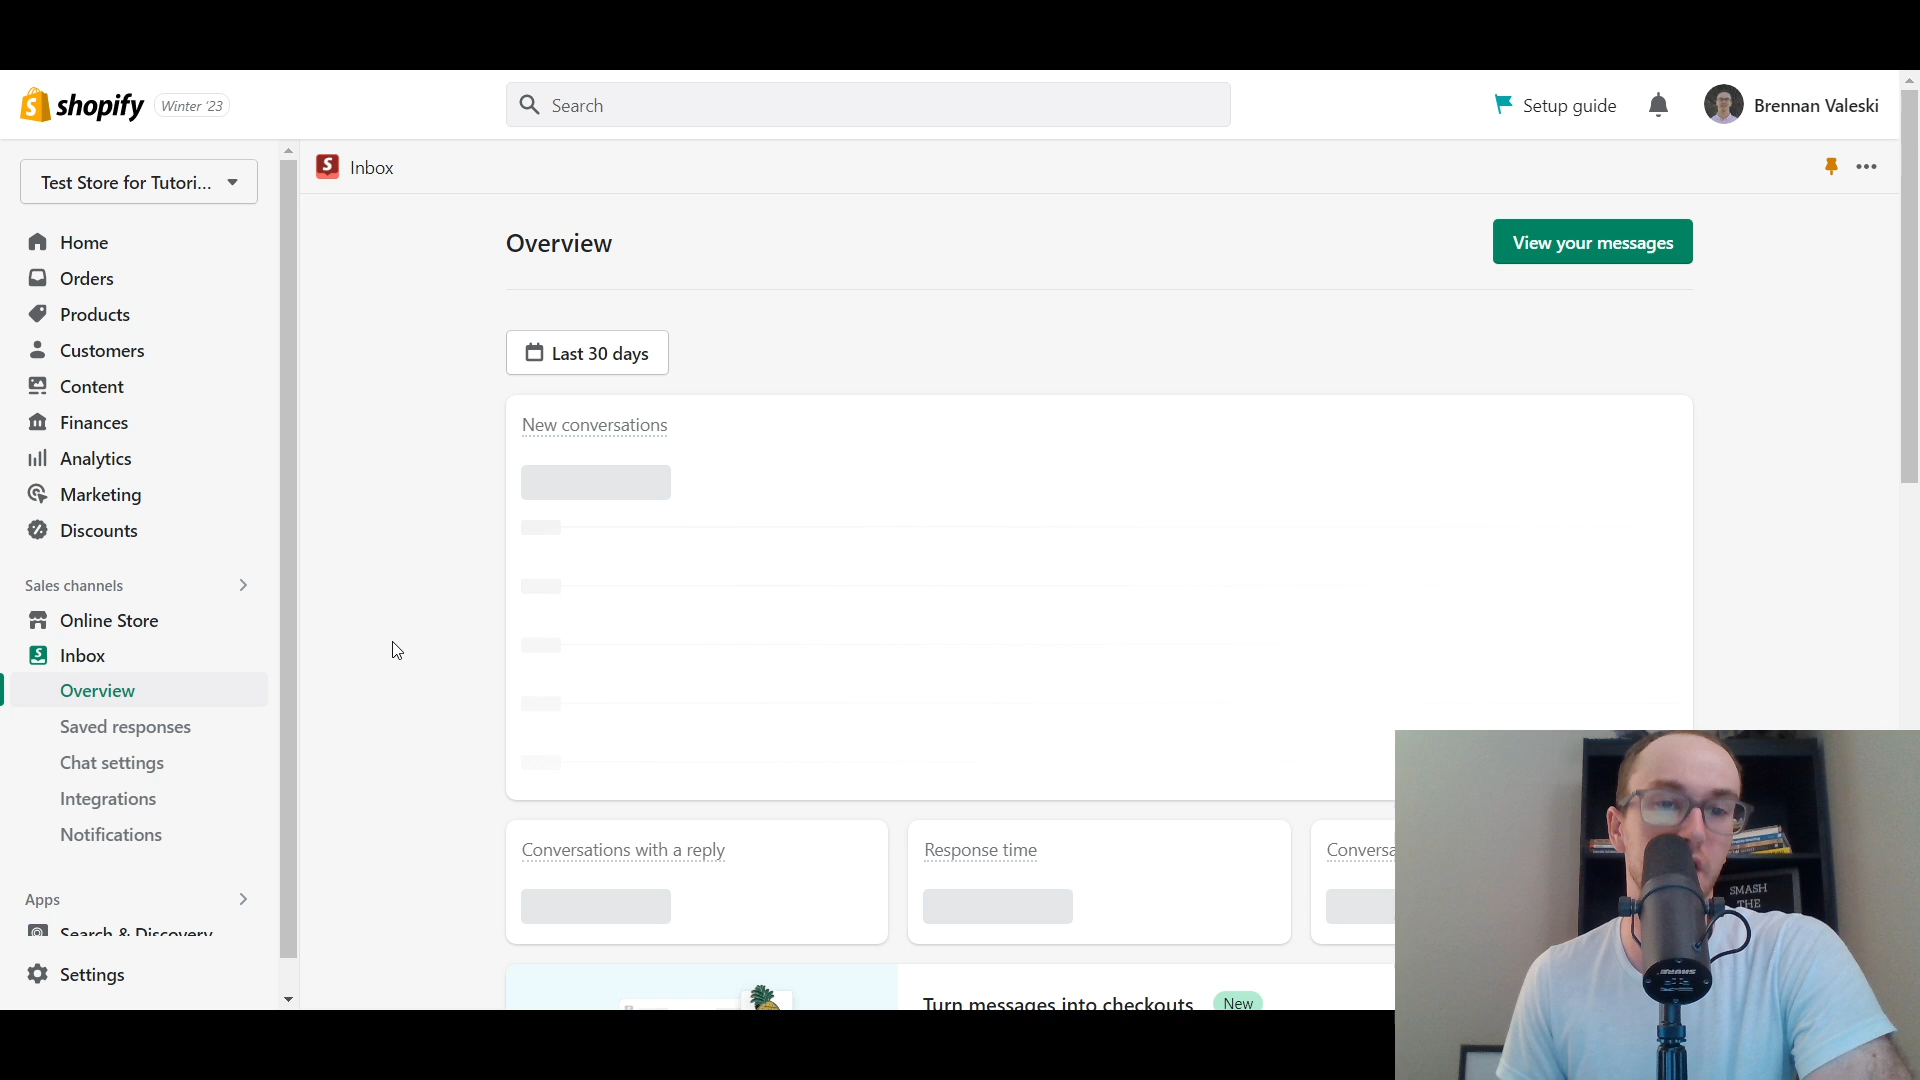 shopify
Winter '23
Search
Setup guide
Brennan Valeski
Test Store for Tutori...
Inbox
Home
Orders
Products
Customers
Content
Finances
Analytics
Marketing
Discounts
Sales channels
Online Store
Inbox
Overview
Saved responses
Chat settings
Integrations
Notifications
Apps
Search & Discovery
Settings
Overview
View your messages
Last 30 days
New conversations
Conversations with a reply
Response time
Conversa
Turn messages into checkouts
New
SMASH
THE
SHURE